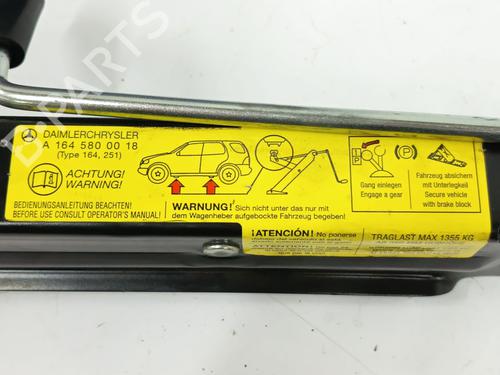 DAIMLERCHRYSLER
A 164 580 00 18
(Type 164, 251)
ACHTUNG!
WARNING!
BEDIENUNGSANLEITUNG BEACHTEN!
BEFORE USE CONSULT OPERATOR'S MANUAL!
WARNUNG! Sich nicht unter das nur mit
dem Wagenheber aufgebockte Fahrzeug begeben!
Gang einlegen
Engage a gear
Fahrzeug absichern
mit Unterlegkeil
Secure vehicle
with brake block
¡ATENCIÓN! No ponerse
TRAGLAST MAX 1355 KG
B-PARTS